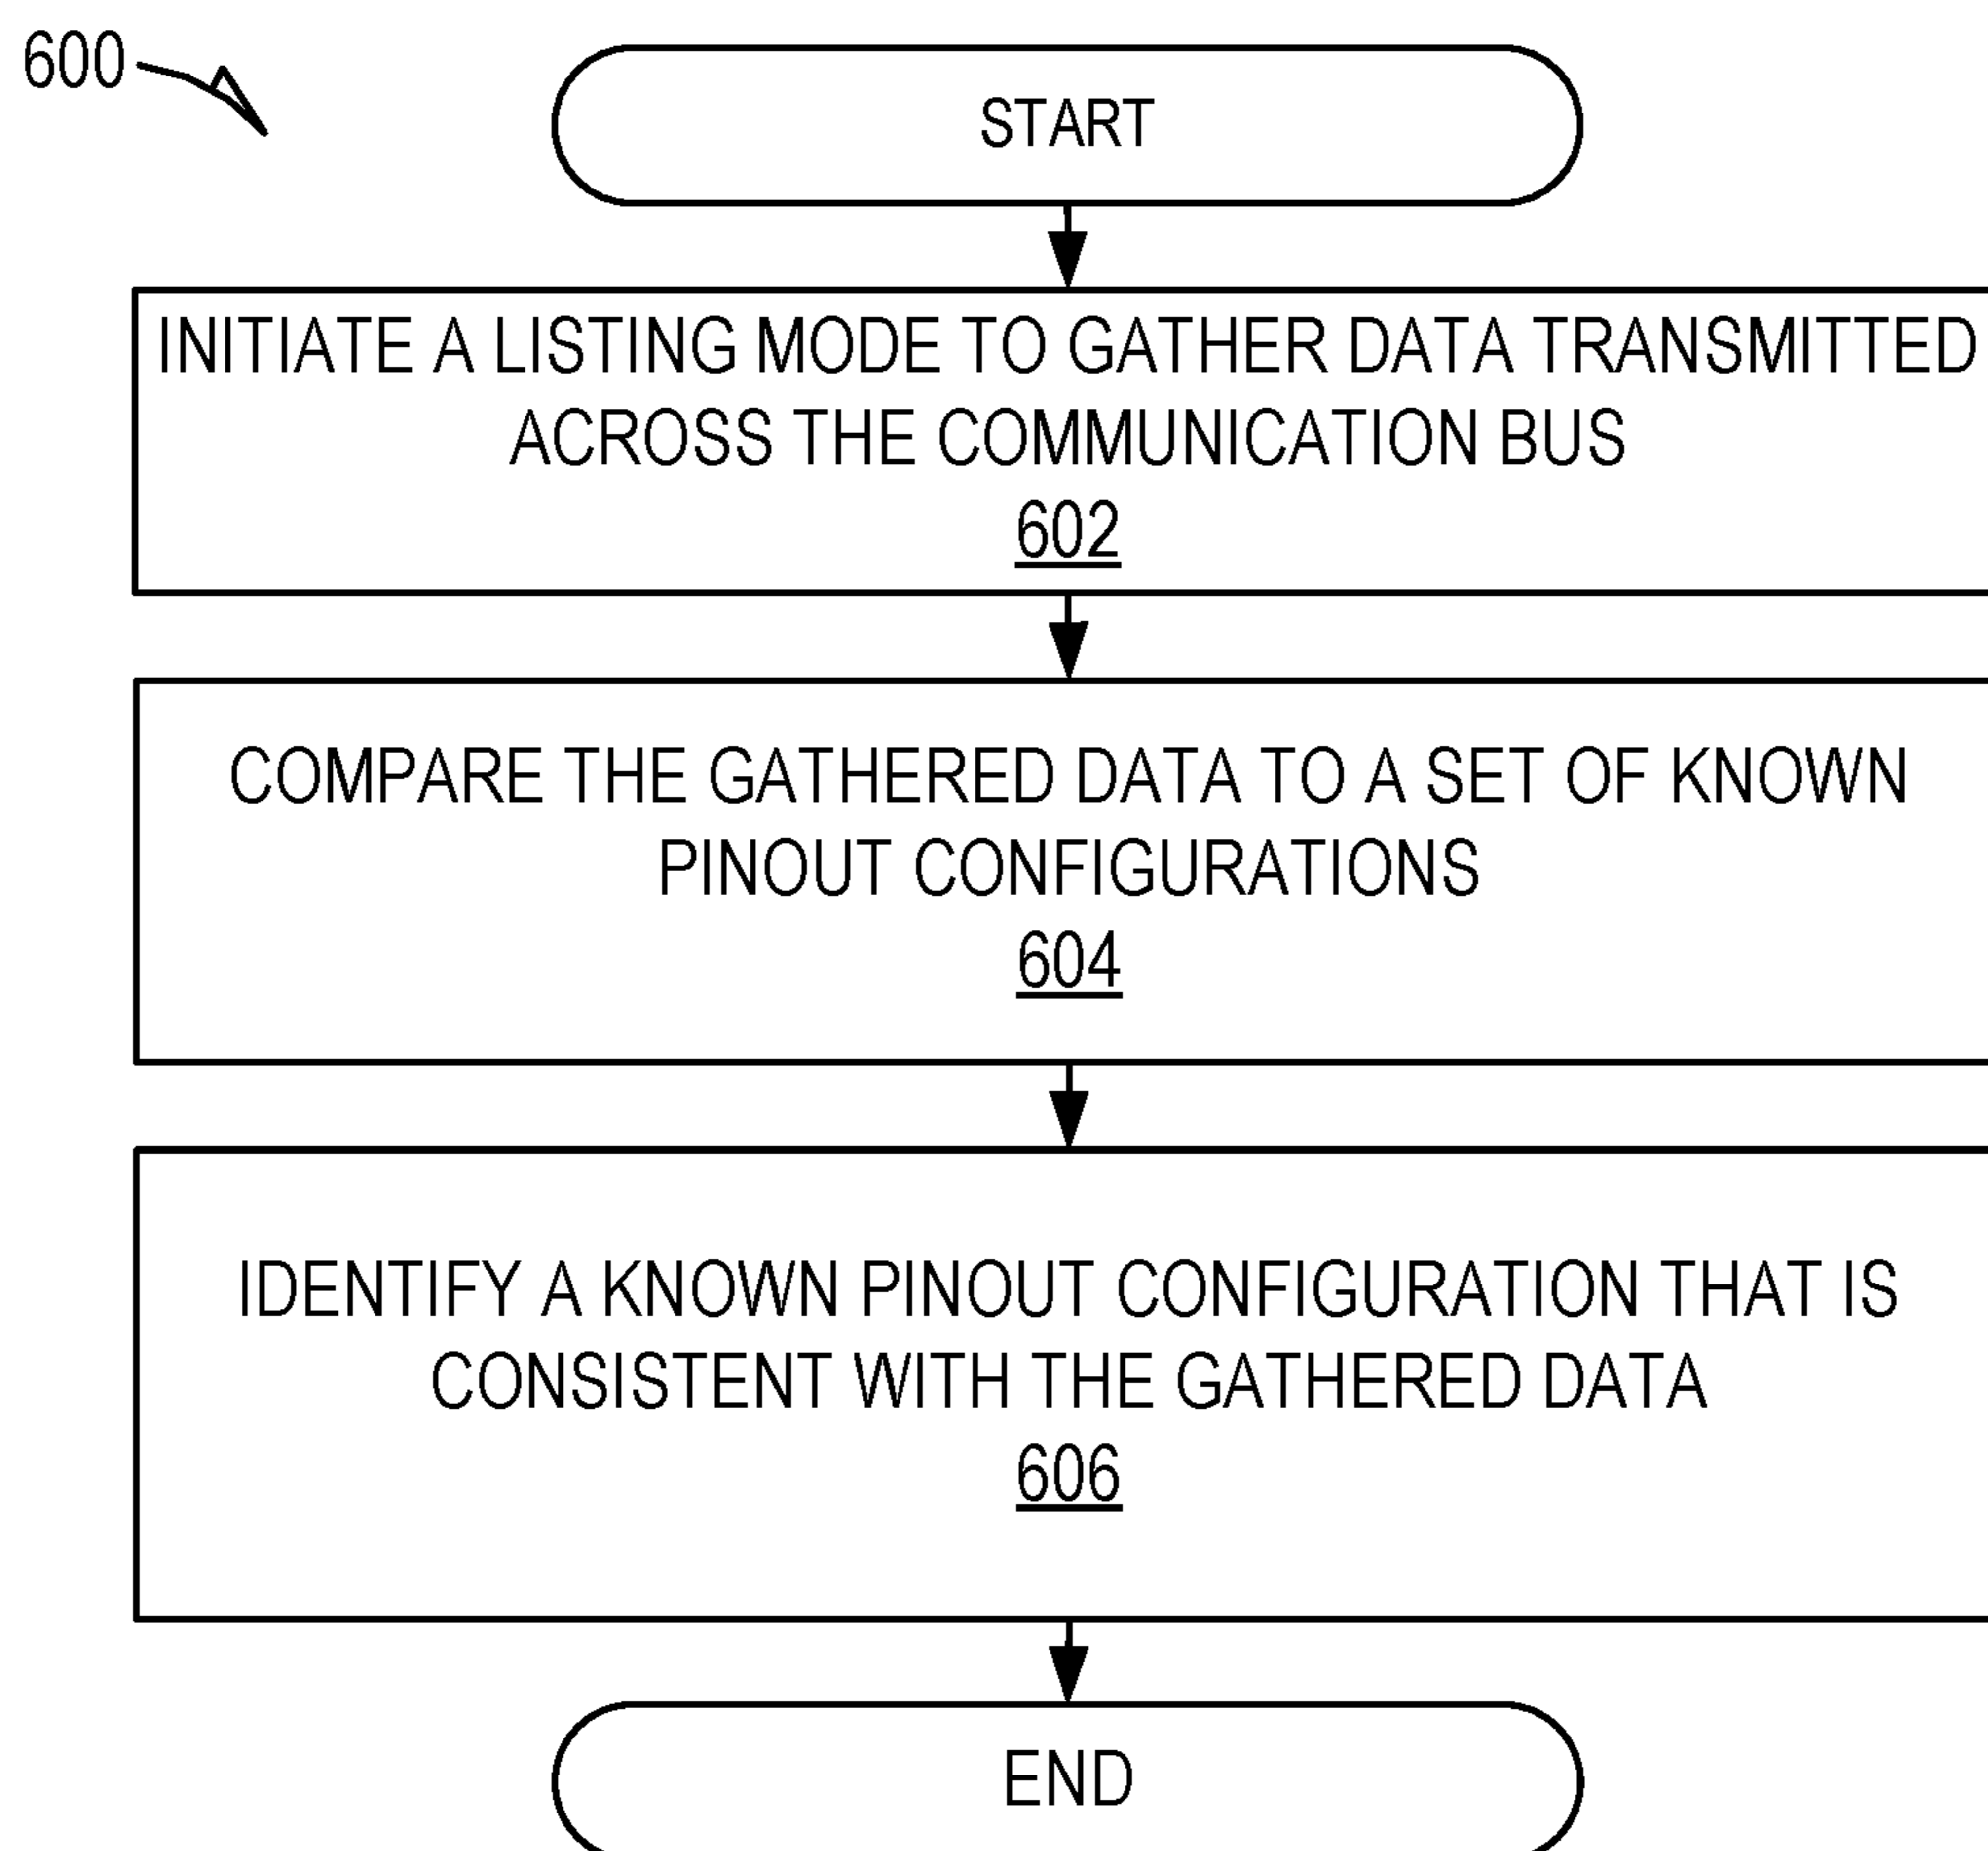 600
START
INITIATE A LISTING MODE TO GATHER DATA TRANSMITTED
ACROSS THE COMMUNICATION BUS
602
COMPARE THE GATHERED DATA TO A SET OF KNOWN
PINOUT CONFIGURATIONS
604
IDENTIFY A KNOWN PINOUT CONFIGURATION THAT IS
CONSISTENT WITH THE GATHERED DATA
606
END